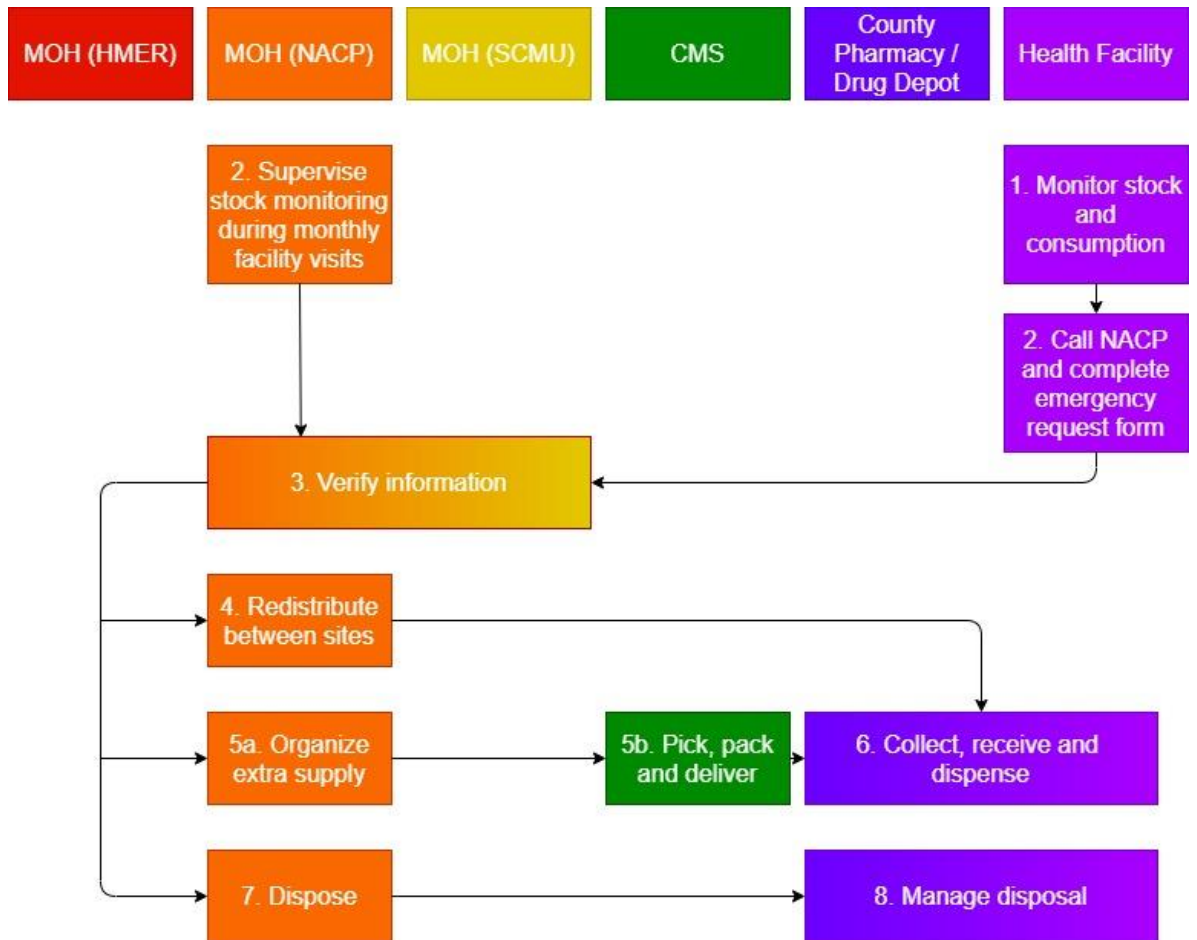 MOH (HMER)
MOH (NACP)
MOH (SCMU)
CMS
County
Pharmacy /
Drug Depot
Health Facility
2. Supervise
stock monitoring
during monthly
facility visits
1. Monitor stock
and
consumption
2. Call NACP
and complete
emergency
request form
3. Verify information
4. Redistribute
between sites
5a. Organize
extra supply
5b. Pick, pack
and deliver
6. Collect, receive and
dispense
7. Dispose
8. Manage disposal